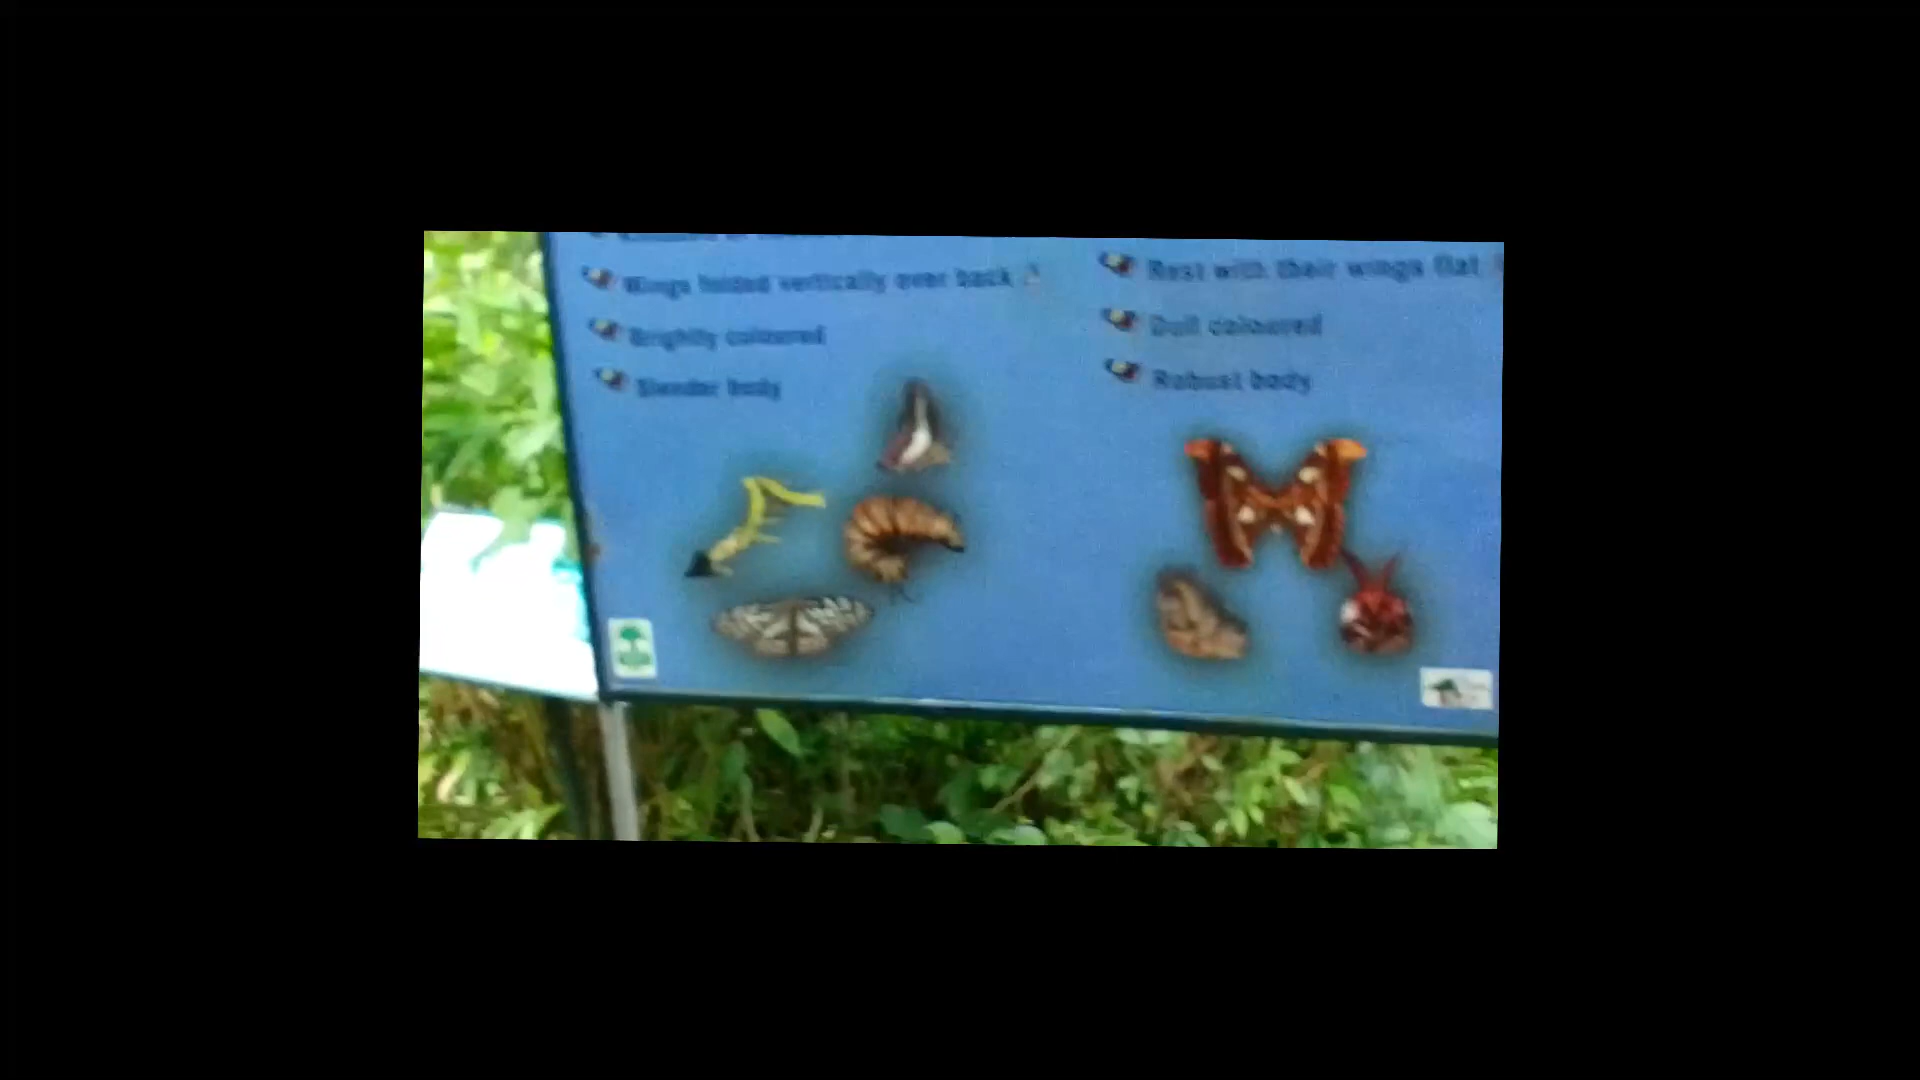 Wings folded vertically over back
Brightly coloured
Slender body
Rest with their wings flat
Dull coloured
Robust body